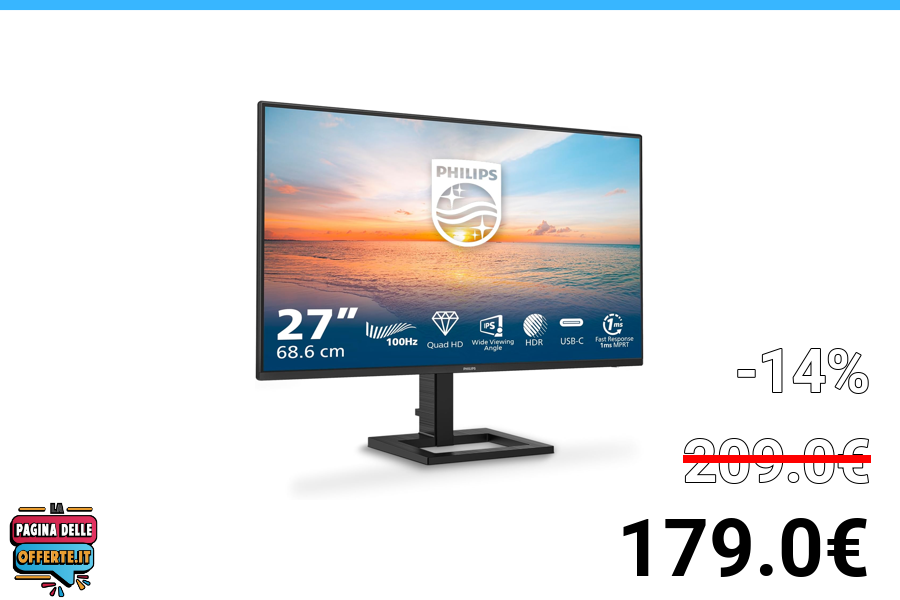 PHILIPS
27”
68.6 cm
100Hz
Quad HD
IPS
Wide Viewing
Angle
HDR
USB-C
1ms
Fast Response
1ms MPRT
PHILIPS
-14%
209.0€
179.0€
LA
PAGINA DELLE
OFFERTE.IT